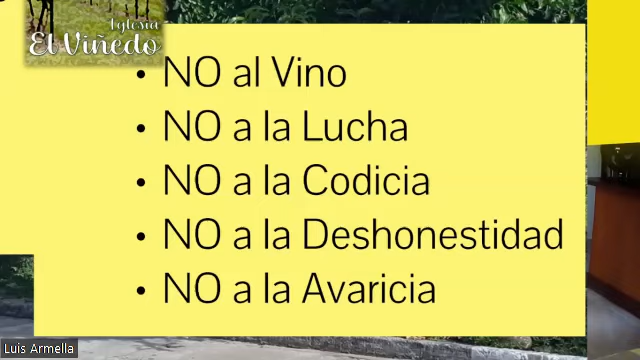 Iglesia
El Viñedo
• NO al Vino
• NO a la Lucha
• NO a la Codicia
• NO a la Deshonestidad
• NO a la Avaricia
Luis Armella